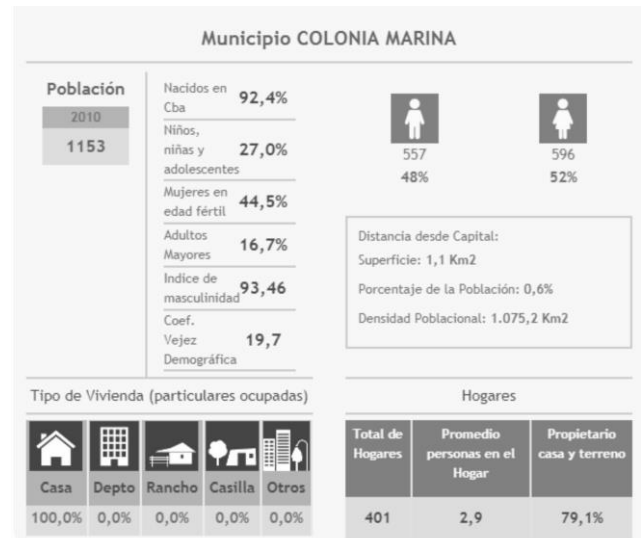 Municipio COLONIA MARINA
Población
2010
1153
Nacidos en
Cba
92,4%
Niños,
niñas y
adolescentes
27,0%
Mujeres en
edad fértil
44,5%
Adultos
Mayores
16,7%
Indice de
masculinidad
93,46
Coef.
Vejez
Demográfica
19,7
557
48%
596
52%
Distancia desde Capital:
Superficie: 1,1 Km2
Porcentaje de la Población: 0,6%
Densidad Poblacional: 1.075,2 Km2
Tipo de Vivienda (particulares ocupadas)
Casa Depto Rancho Casilla Otros
100,0% 0,0% 0,0% 0,0% 0,0%
Hogares
Total de
Hogares
Promedio
personas en el
Hogar
Propietario
casa y terreno
401 2,9 79,1%